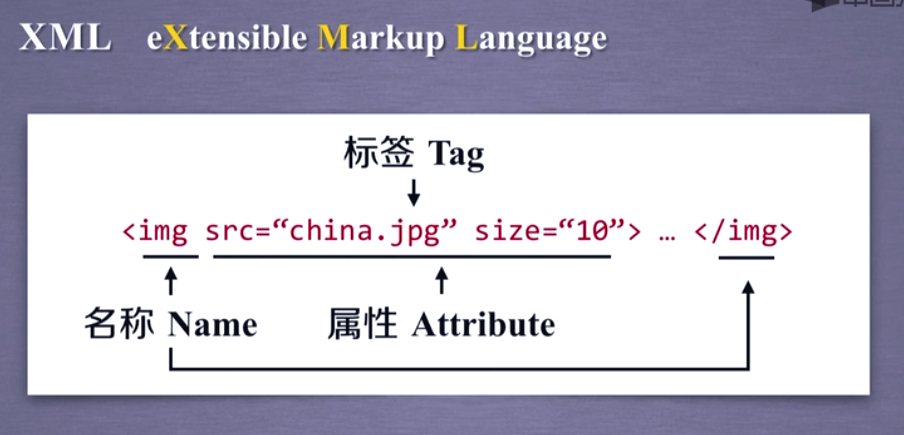 XML eXtensible Markup Language
标签 Tag
<img src=“china.jpg” size=“10”> … </img>
名称 Name 属性 Attribute